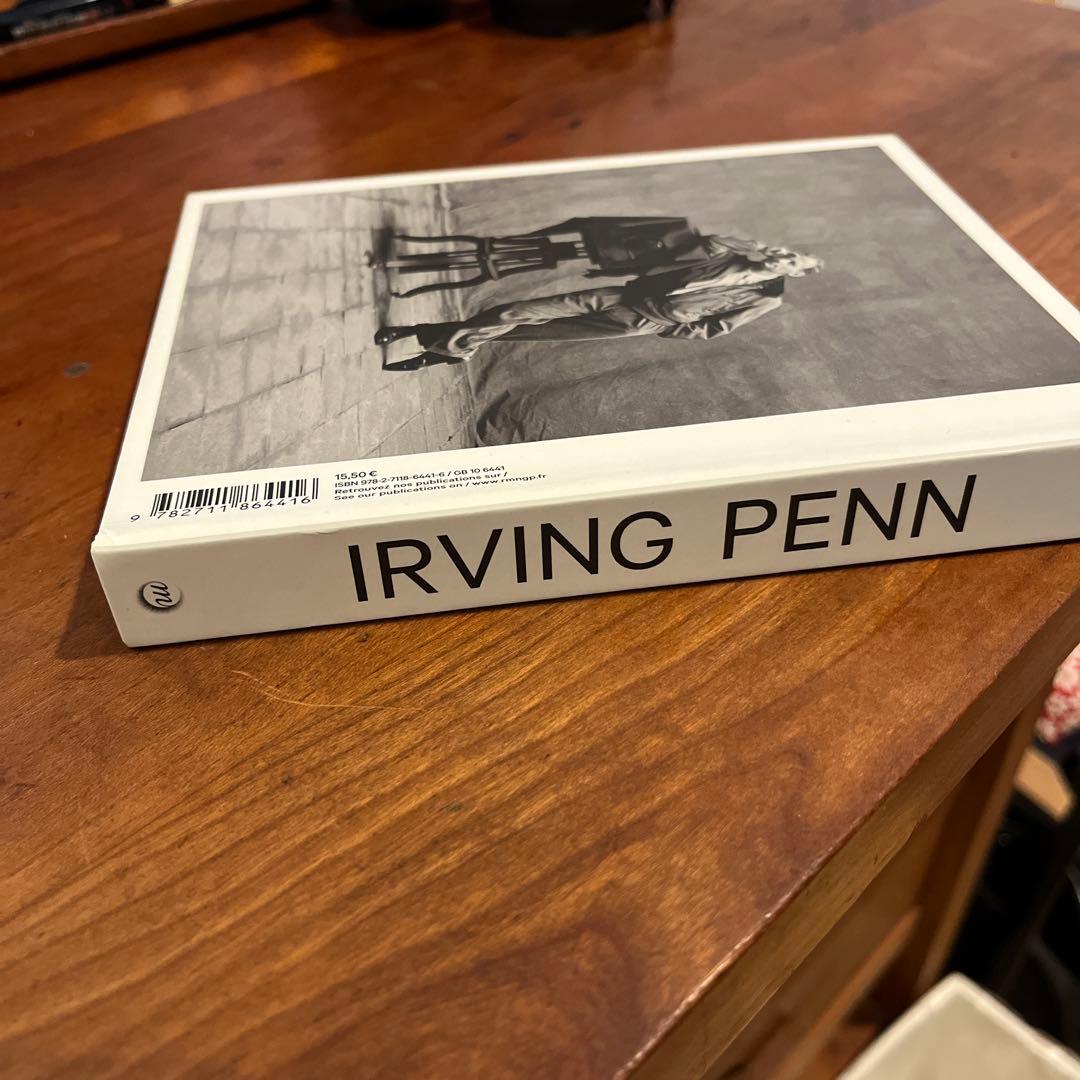 15,50 €
ISBN 978-2-7118-6441-6 / GB 10 6441
Retrouvez nos publications sur /
See our publications on / www.rmngp.fr
9 782711 864416
IRVING PENN